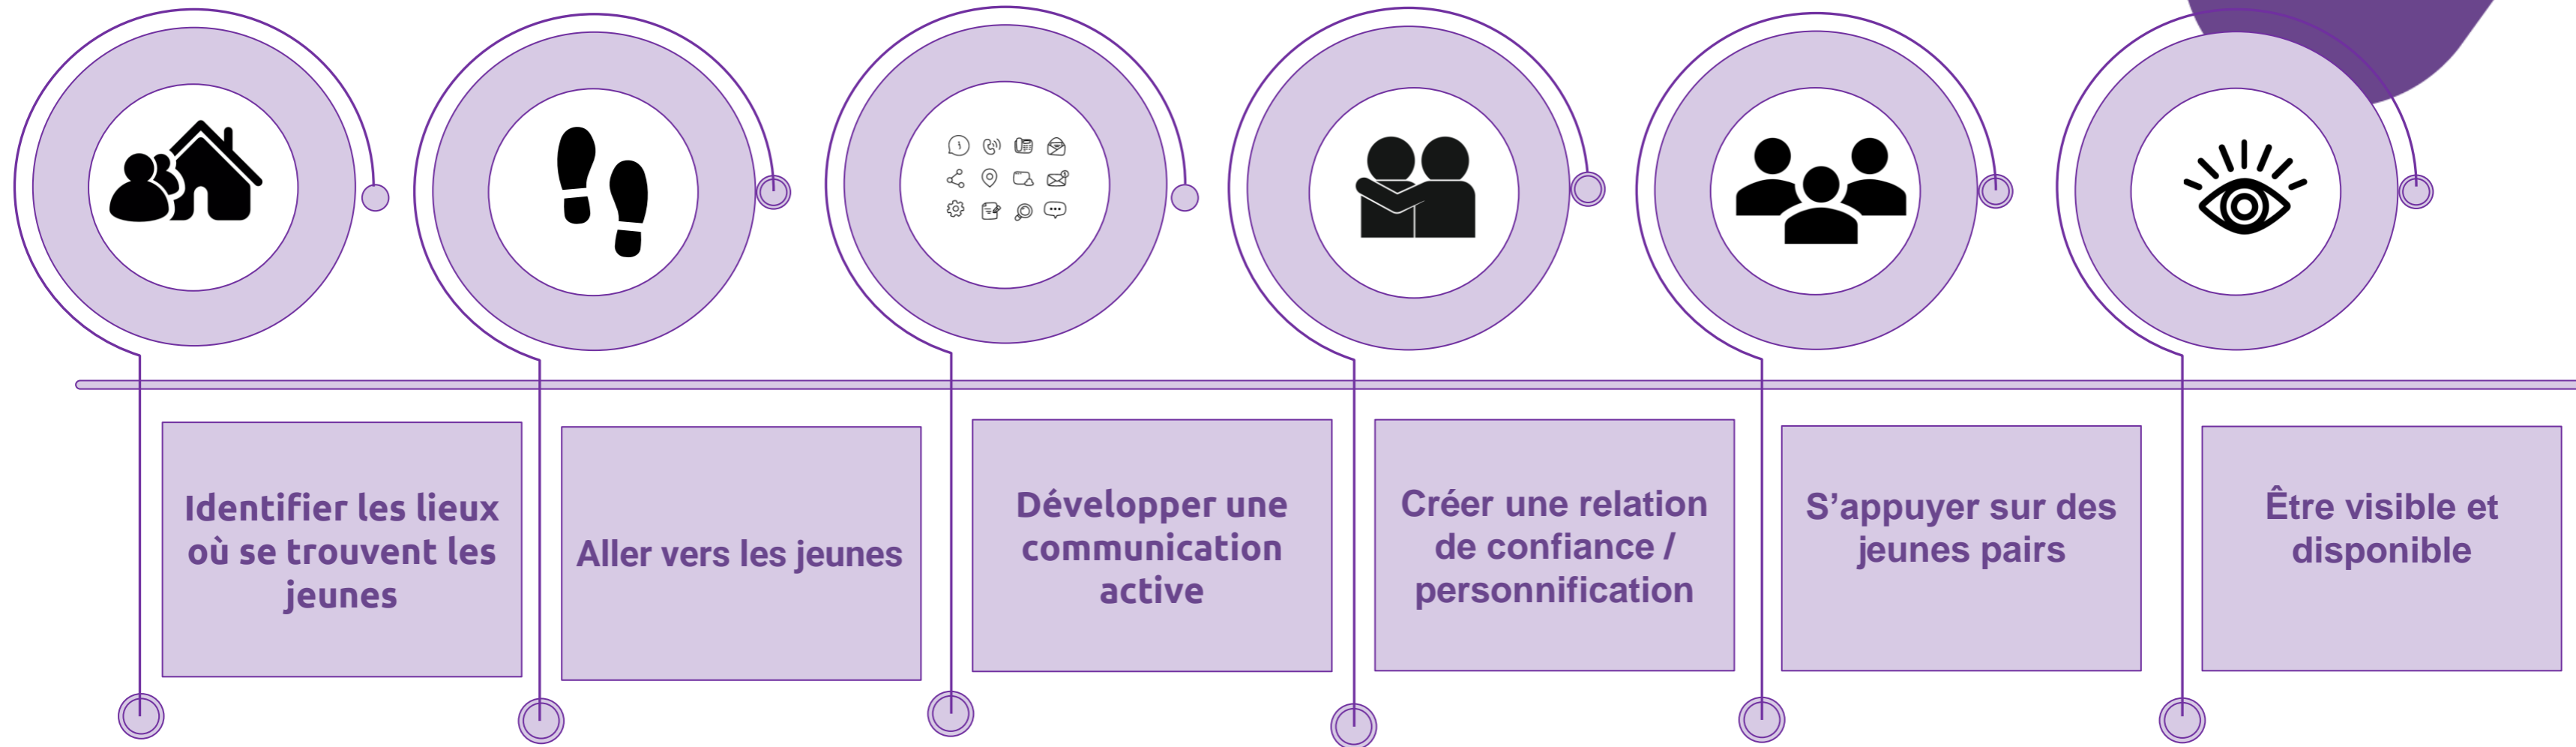 Identifier les lieux
où se trouvent les
jeunes
Aller vers les jeunes
Développer une
communication
active
Créer une relation
de confiance /
personnification
S’appuyer sur des
jeunes pairs
Être visible et
disponible